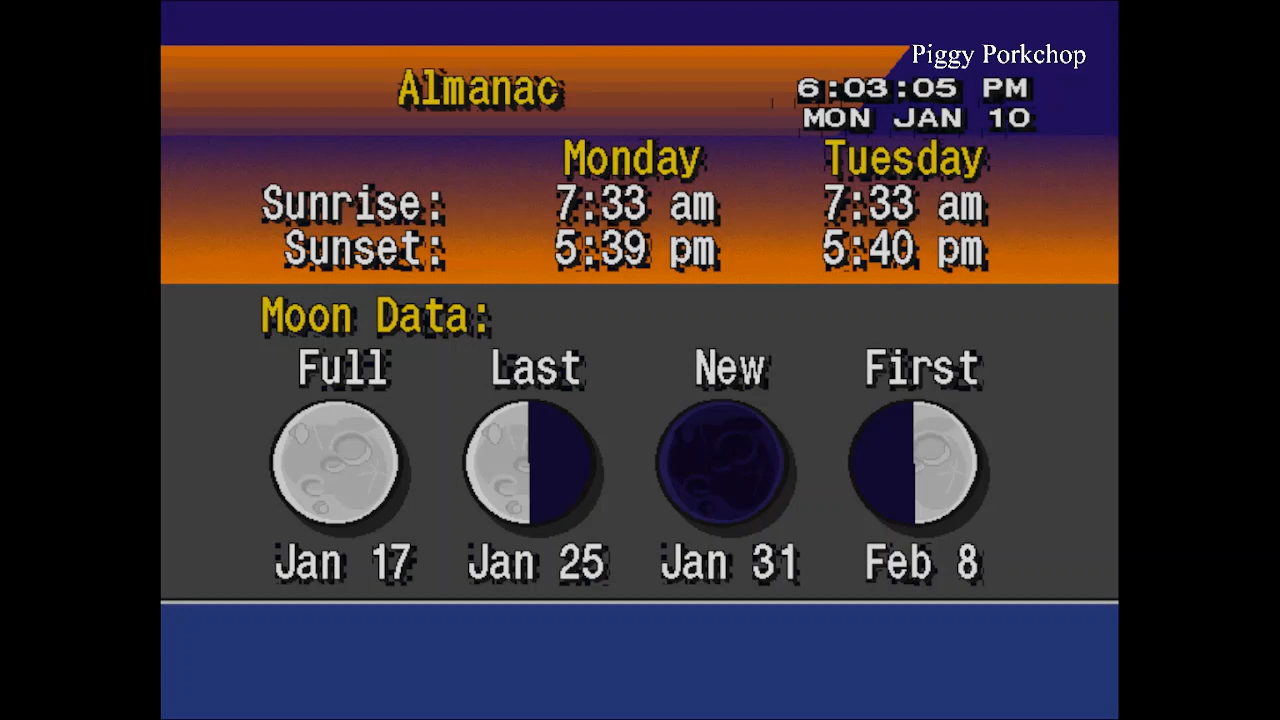 Piggy Porkchop
Almanac
6:03:05 PM
MON JAN 10
Monday Tuesday
Sunrise: 7:33 am 7:33 am
Sunset: 5:39 pm 5:40 pm
Moon Data:
Full Last New First
Jan 17 Jan 25 Jan 31 Feb 8